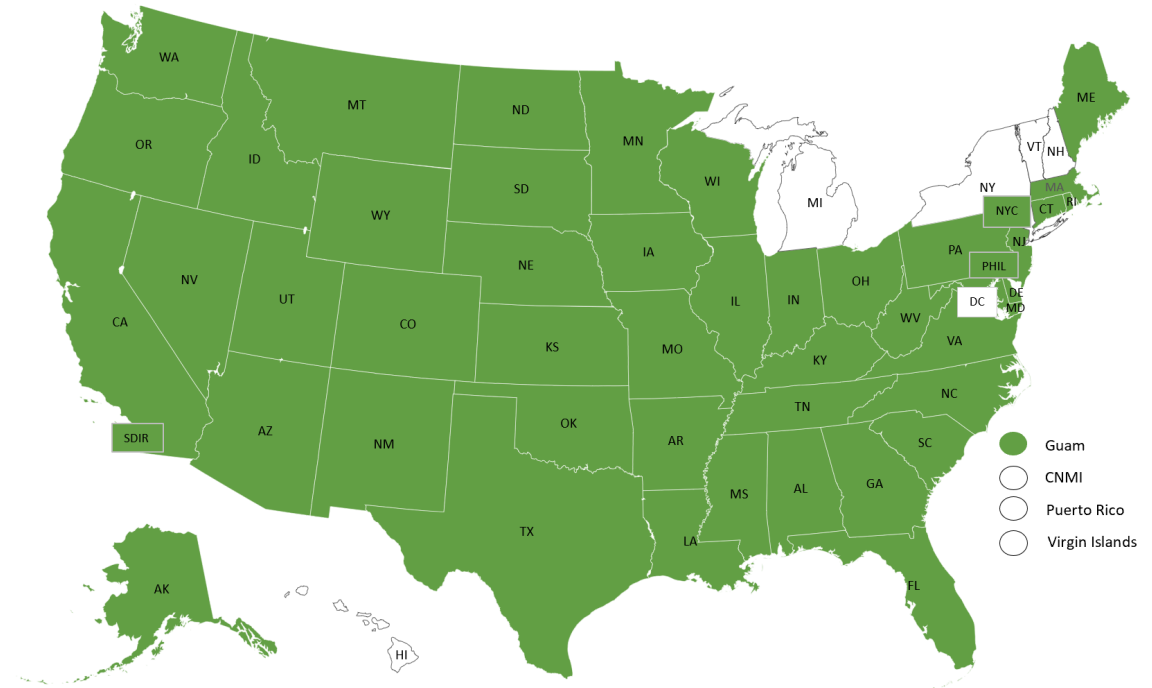 WA
MT
ND
MN
ME
OR
ID
SD
WI
VT
NH
WY
MI
NY
MA
NYC
CT
RI
IA
NE
PA
NJ
NV
UT
OH
PHIL
IL
IN
DE
DC
MD
CA
CO
WV
KS
MO
VA
KY
NC
TN
SDIR
AZ
NM
OK
AR
SC
Guam
CNMI
GA
MS
AL
Puerto Rico
TX
LA
Virgin Islands
AK
FL
HI